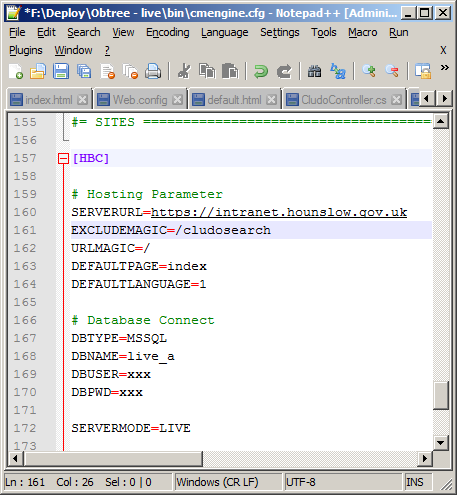 *F:\Deploy\Obtree - live\bin\cmengine.cfg - Notepad++ [Admini...
File Edit Search View Encoding Language Settings Tools Macro Run
Plugins Window ? X
index.html Web.config default.html CludoController.cs
155 #= SITES ====================================
156
157 [HBC]
158
159 # Hosting Parameter
160 SERVERURL=https://intranet.hounslow.gov.uk
161 EXCLUDEMAGIC=/cludosearch
162 URLMAGIC=/
163 DEFAULTPAGE=index
164 DEFAULTLANGUAGE=1
165
166 # Database Connect
167 DBTYPE=MSSQL
168 DBNAME=live_a
169 DBUSER=xxx
170 DBPWD=xxx
171
172 SERVERMODE=LIVE
173
Ln : 161 Col : 26 Sel : 0 | 0 Windows (CR LF) UTF-8 INS